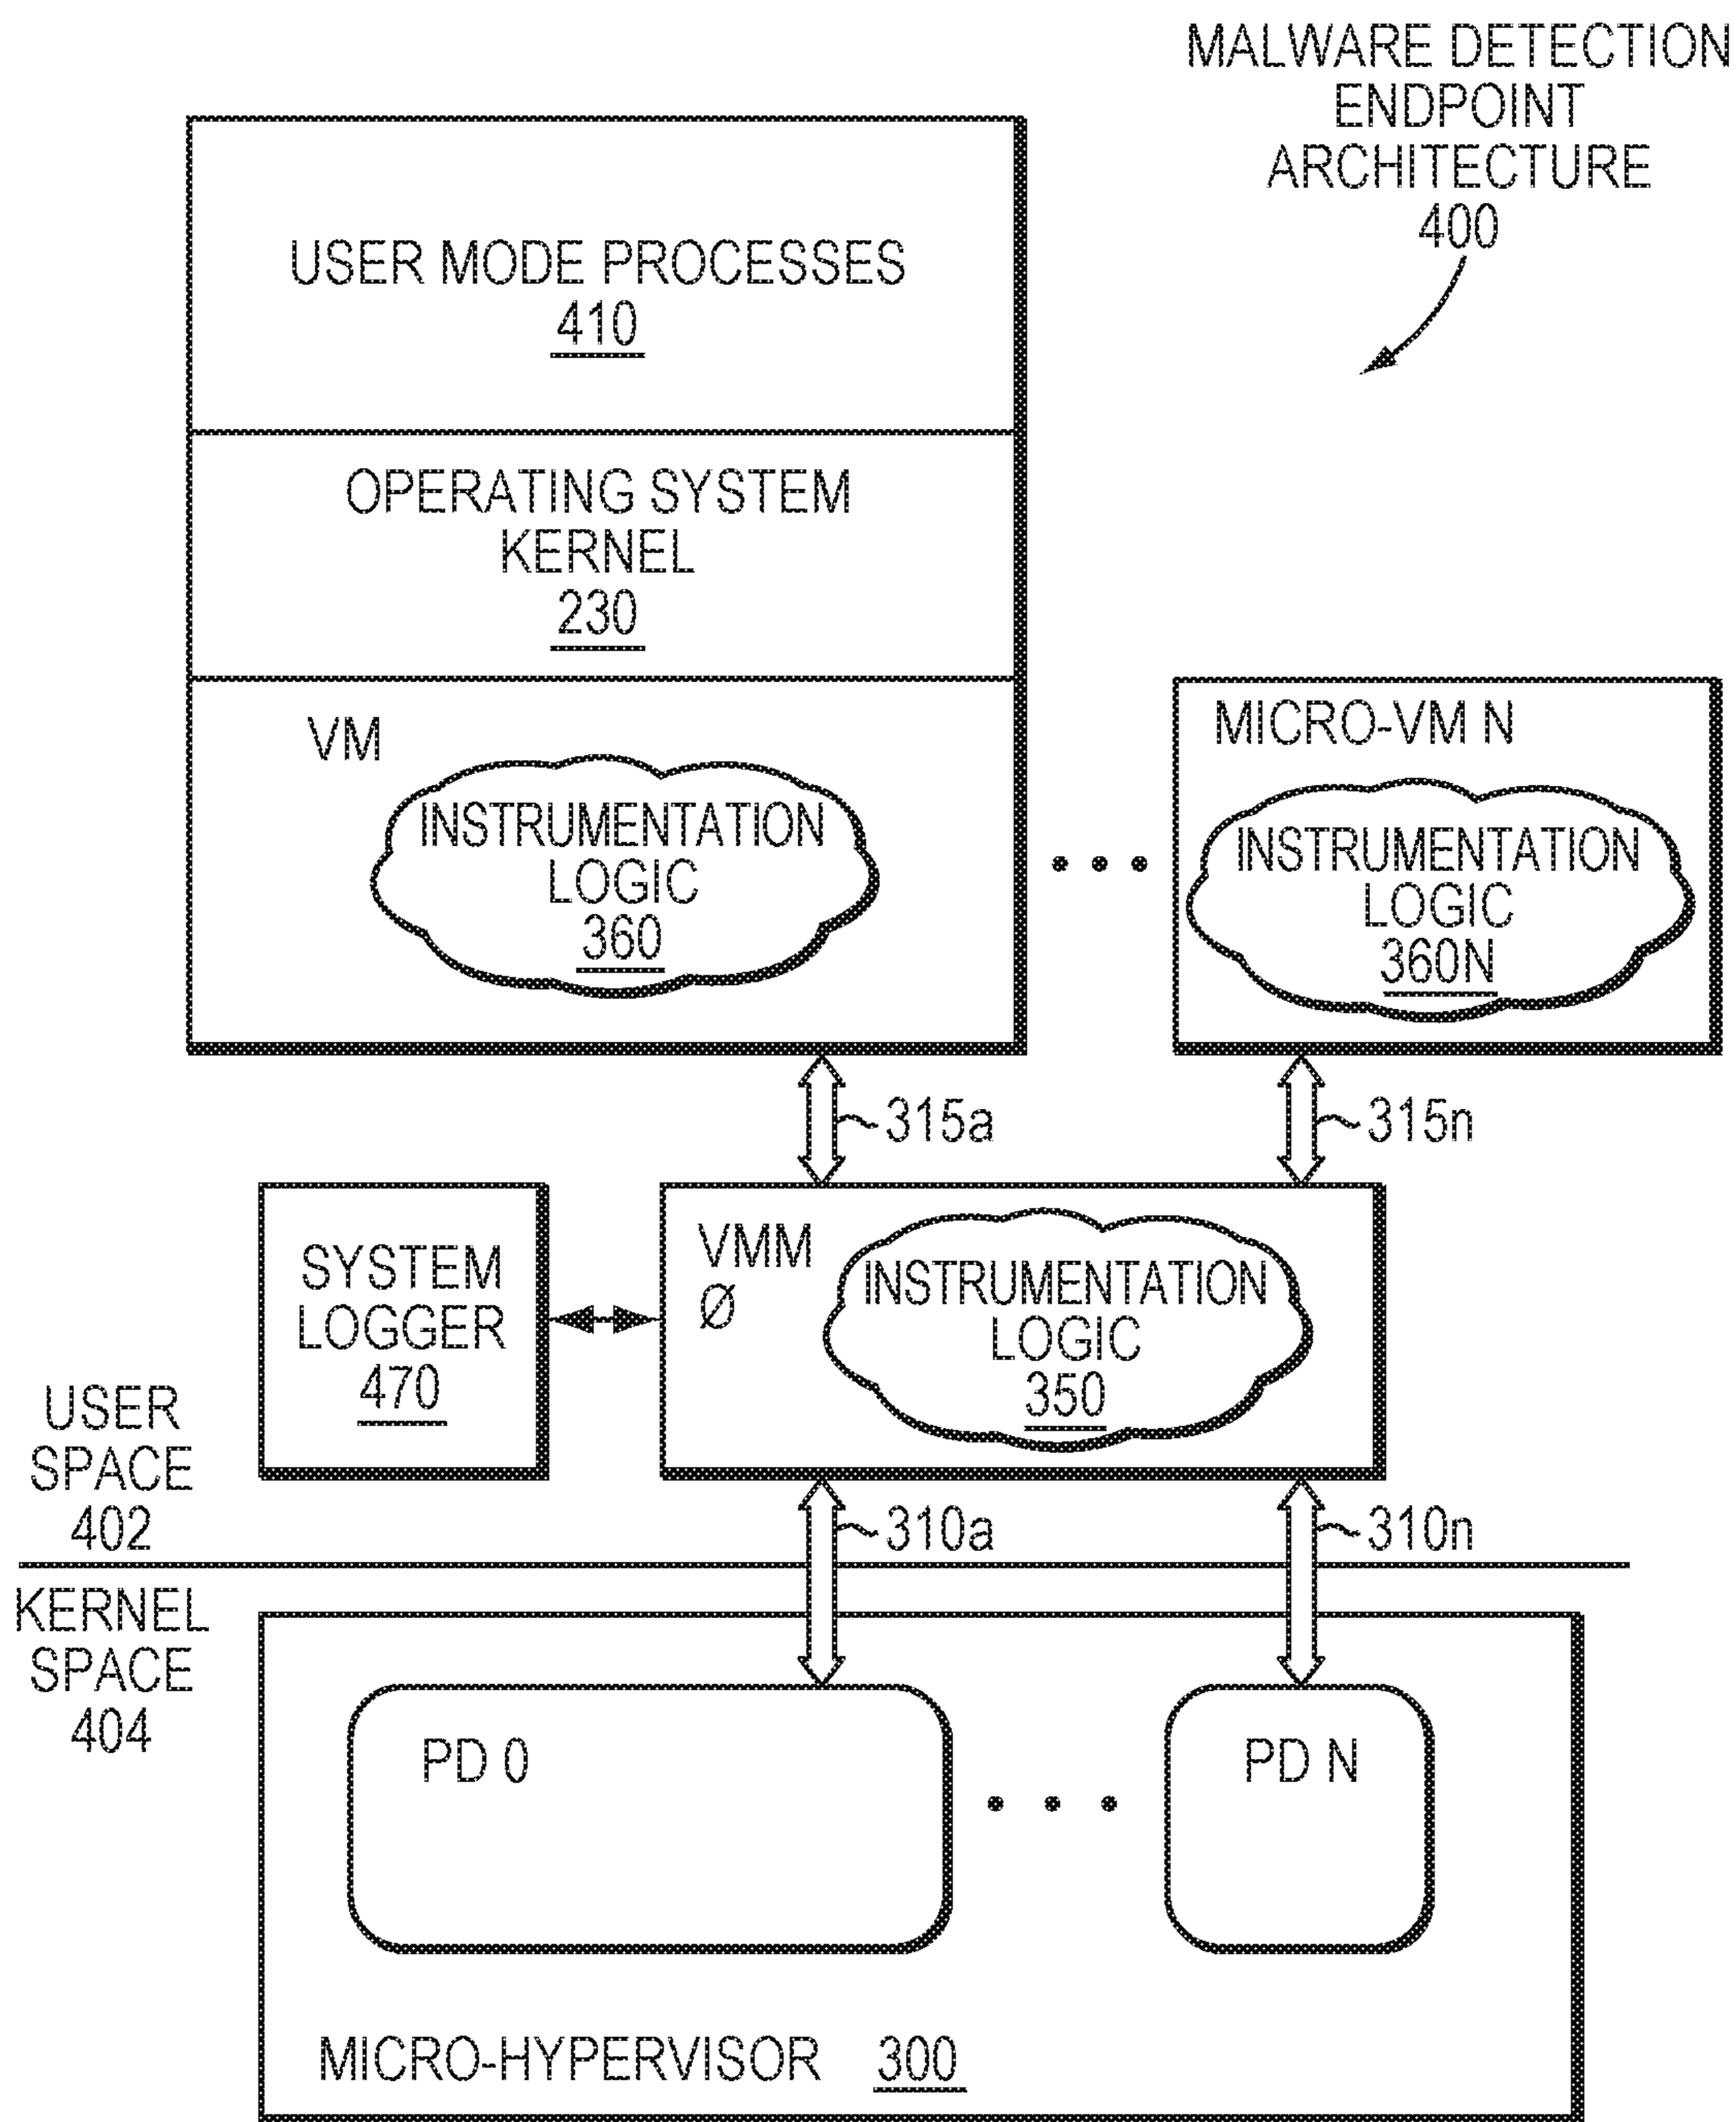 MALWARE DETECTION
ENDPOINT
ARCHITECTURE
400
USER MODE PROCESSES
410
OPERATING SYSTEM
KERNEL
230
VM
INSTRUMENTATION
LOGIC
360
MICRO-VM N
INSTRUMENTATION
LOGIC
360N
315a
315n
SYSTEM
LOGGER
470
VMM
Ø
INSTRUMENTATION
LOGIC
350
USER
SPACE
402
310a
310n
KERNEL
SPACE
404
PD 0
PD N
MICRO-HYPERVISOR 300